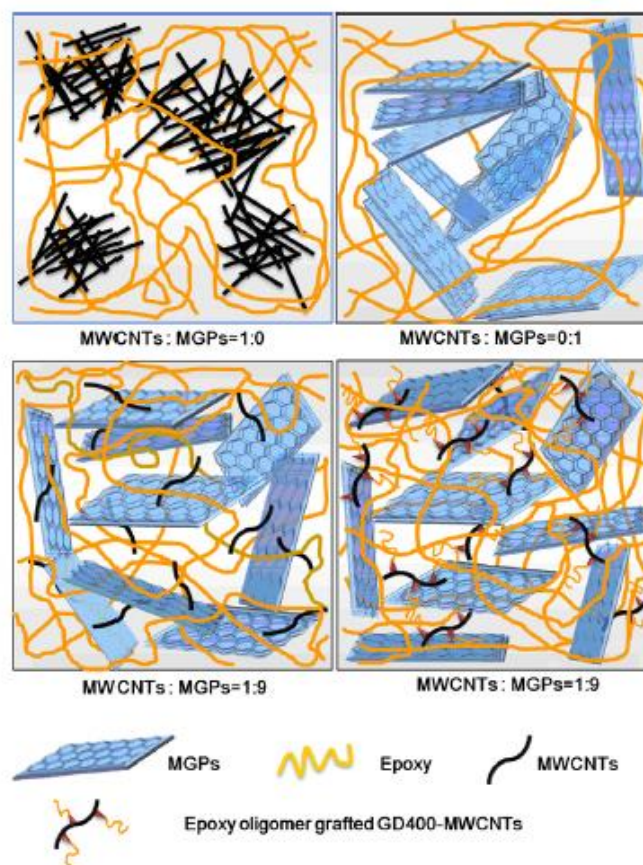 MWCNTs : MGPs=1:0
MWCNTs : MGPs=0:1
MWCNTs : MGPs=1:9
MWCNTs : MGPs=1:9
MGPs
Epoxy
MWCNTs
Epoxy oligomer grafted GD400-MWCNTs